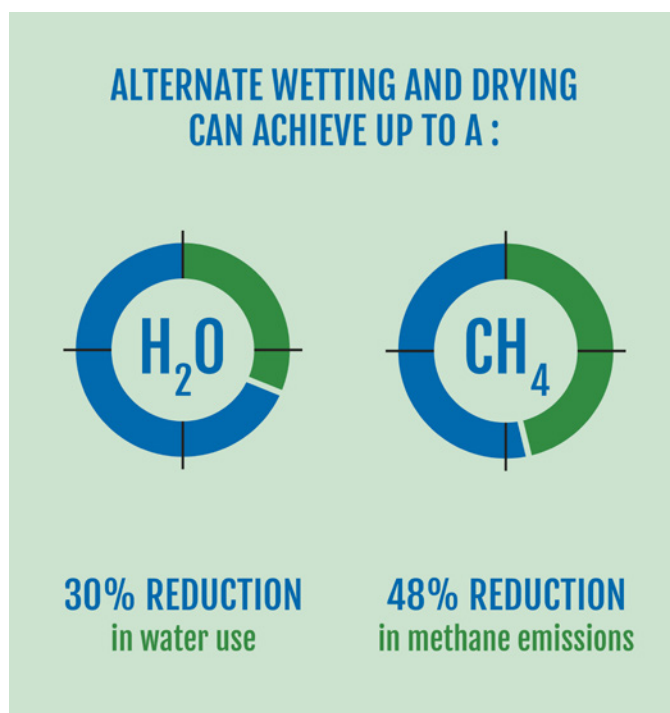 ALTERNATE WETTING AND DRYING
CAN ACHIEVE UP TO A :
H₂O
CH₄
30% REDUCTION
in water use
48% REDUCTION
in methane emissions